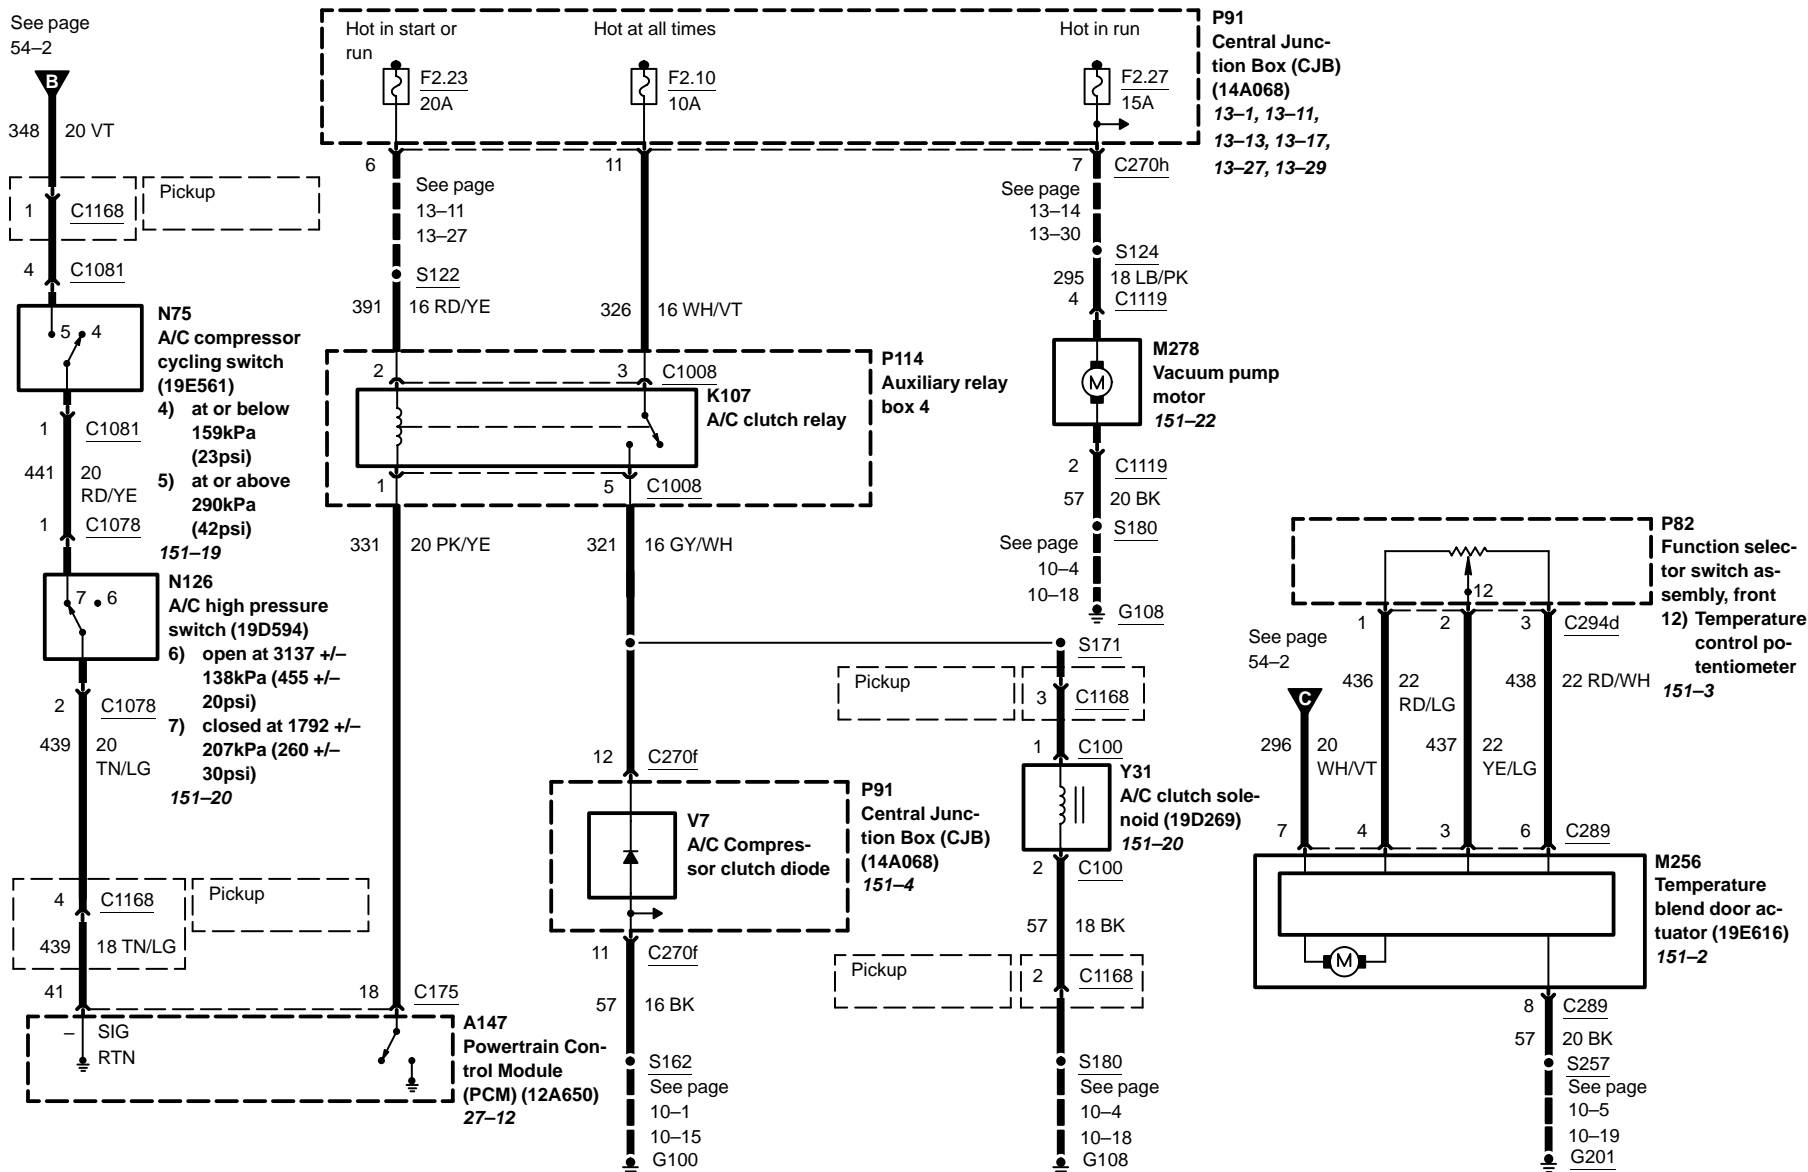 See page
54–2
B
348
20 VT
1
C1168
Pickup
4
C1081
5
4
N75
A/C compressor
cycling switch
(19E561)
4) at or below
159kPa
(23psi)
5) at or above
290kPa
(42psi)
151–19
1
C1081
441
20
RD/YE
1
C1078
7
6
N126
A/C high pressure
switch (19D594)
6) open at 3137 +/–
138kPa (455 +/–
20psi)
7) closed at 1792 +/–
207kPa (260 +/–
30psi)
151–20
2
C1078
439
20
TN/LG
4
C1168
Pickup
439
18 TN/LG
41
18
C175
– SIG
RTN
A147
Powertrain Con-
trol Module
(PCM) (12A650)
27–12
Hot in start or
run
F2.23
20A
Hot at all times
F2.10
10A
Hot in run
F2.27
15A
P91
Central Junc-
tion Box (CJB)
(14A068)
13–1, 13–11,
13–13, 13–17,
13–27, 13–29
6
11
7
C270h
See page
13–11
13–27
S122
391
16 RD/YE
326
16 WH/VT
2
3
C1008
P114
Auxiliary relay
box 4
K107
A/C clutch relay
1
5
C1008
331
20 PK/YE
321
16 GY/WH
See page
13–14
13–30
S124
295
18 LB/PK
4
C1119
M
M278
Vacuum pump
motor
151–22
2
C1119
57
20 BK
S180
See page
10–4
10–18
G108
S171
Pickup
3
C1168
1
C100
Y31
A/C clutch sole-
noid (19D269)
151–20
2
C100
57
18 BK
Pickup
2
C1168
S180
See page
10–4
10–18
G108
12
C270f
P91
Central Junc-
tion Box (CJB)
(14A068)
151–4
V7
A/C Compres-
sor clutch diode
11
C270f
57
16 BK
S162
See page
10–1
10–15
G100
P82
Function selec-
tor switch as-
sembly, front
12) Temperature
control po-
tentiometer
151–3
12
1
2
3
C294d
See page
54–2
C
436
22
RD/LG
438
22 RD/WH
296
20
WH/VT
437
22
YE/LG
7
4
3
6
C289
M
M256
Temperature
blend door ac-
tuator (19E616)
151–2
8
C289
57
20 BK
S257
See page
10–5
10–19
G201